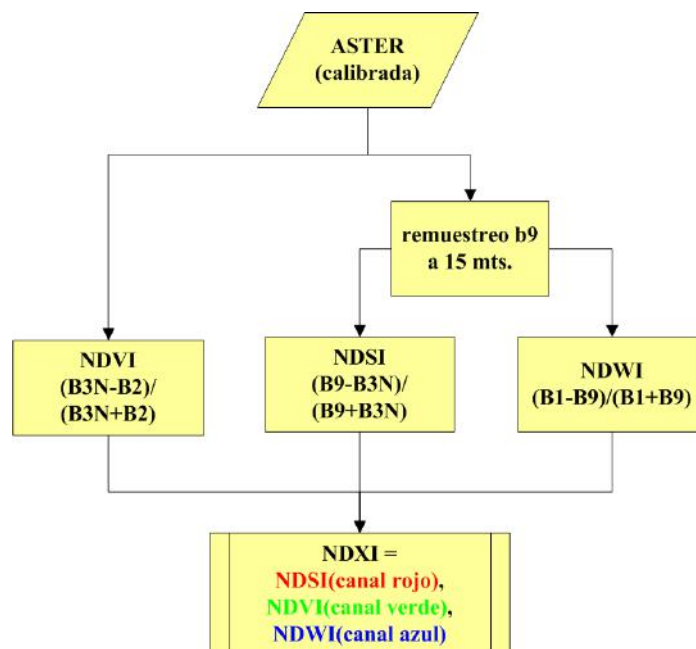 ASTER
(calibrada)
remuestreo b9
a 15 mts.
NDVI
(B3N-B2)/
(B3N+B2)
NDSI
(B9-B3N)/
(B9+B3N)
NDWI
(B1-B9)/(B1+B9)
NDXI =
NDSI(canal rojo),
NDVI(canal verde),
NDWI(canal azul)